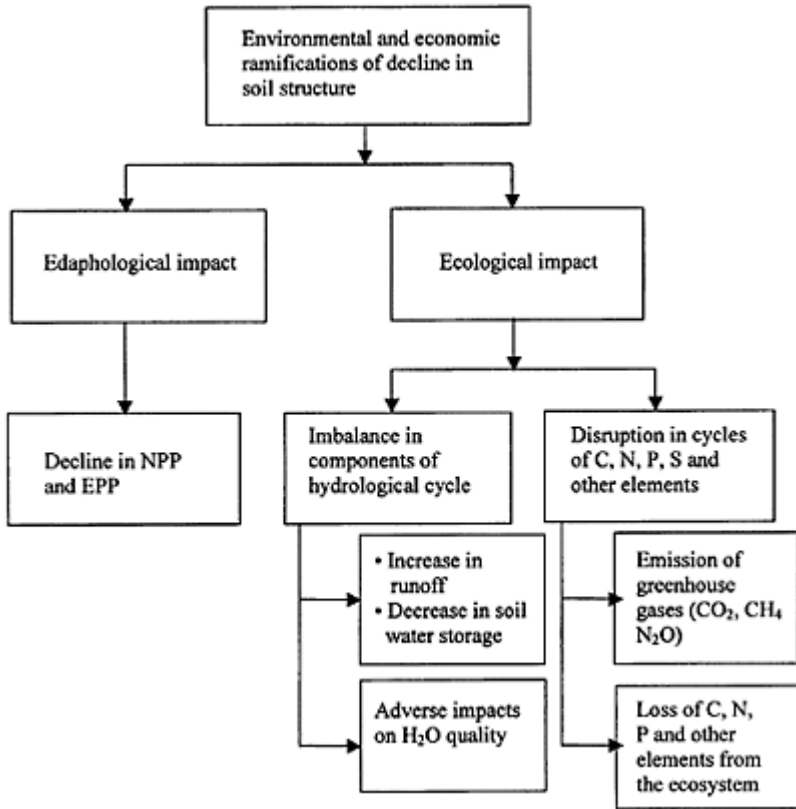 Environmental and economic
ramifications of decline in
soil structure
Edaphological impact
Ecological impact
Decline in NPP
and EPP
Imbalance in
components of
hydrological cycle
Disruption in cycles
of C, N, P, S and
other elements
• Increase in
runoff
• Decrease in soil
water storage
Emission of
greenhouse
gases (CO₂, CH₄
N₂O)
Adverse impacts
on H₂O quality
Loss of C, N,
P and other
elements from
the ecosystem